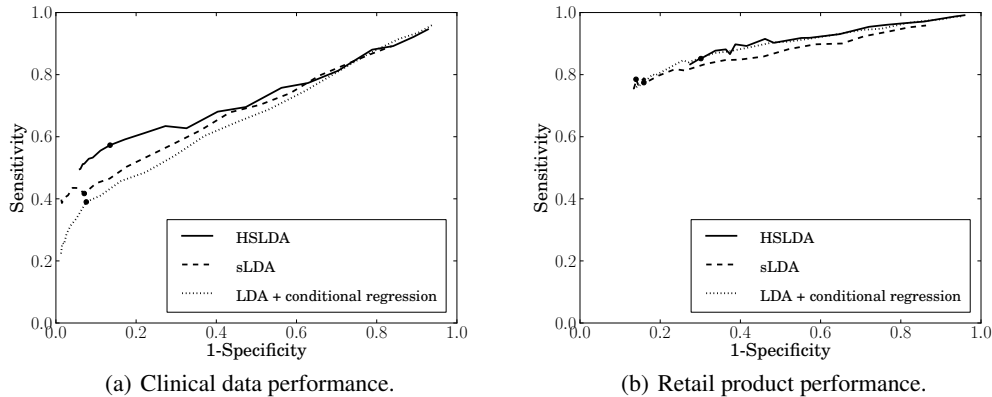 1.0
0.8
0.6
0.4
0.2
0.0
Sensitivity
0.0 0.2 0.4 0.6 0.8 1.0
1-Specificity
HSLDA
sLDA
LDA + conditional regression
(a) Clinical data performance.
1.0
0.8
0.6
0.4
0.2
0.0
Sensitivity
0.0 0.2 0.4 0.6 0.8 1.0
1-Specificity
HSLDA
sLDA
LDA + conditional regression
(b) Retail product performance.